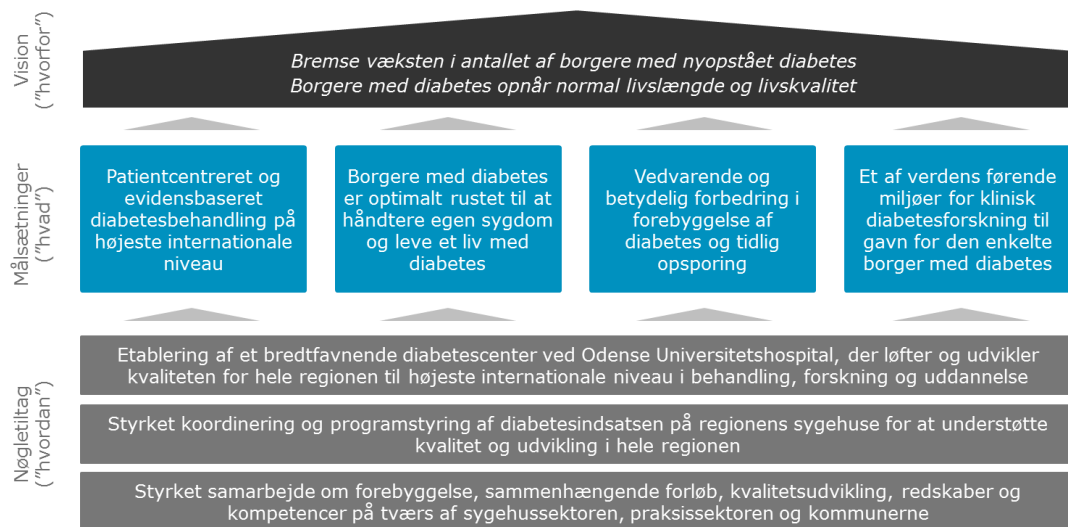 Vision
("hvorfor")
Bremse væksten i antallet af borgere med nyopstået diabetes
Borgere med diabetes opnår normal livslængde og livskvalitet
Målsætninger
("hvad")
Patientcentreret og
evidensbaseret
diabetesbehandling på
højeste internationale
niveau
Borgere med diabetes
er optimalt rustet til at
håndtere egen sygdom
og leve et liv med
diabetes
Vedvarende og
betydelig forbedring i
forebyggelse af
diabetes og tidlig
opsporing
Et af verdens førende
miljøer for klinisk
diabetesforskning til
gavn for den enkelte
borger med diabetes
Nøgletiltag
("hvordan")
Etablering af et bredtfavnende diabetescenter ved Odense Universitetshospital, der løfter og udvikler
kvaliteten for hele regionen til højeste internationale niveau i behandling, forskning og uddannelse
Styrket koordinering og programstyring af diabetesindsatsen på regionens sygehuse for at understøtte
kvalitet og udvikling i hele regionen
Styrket samarbejde om forebyggelse, sammenhængende forløb, kvalitetsudvikling, redskaber og
kompetencer på tværs af sygehussektoren, praksissektoren og kommunerne